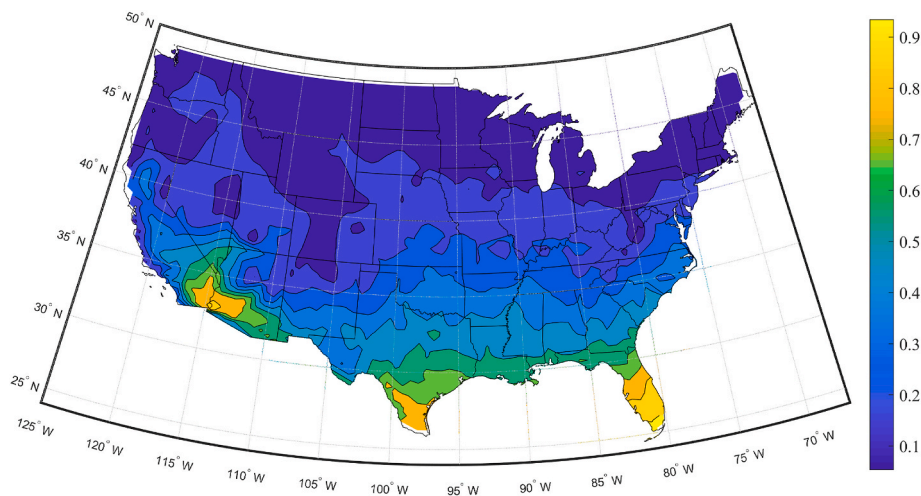 50° N
45° N
40° N
35° N
30° N
25° N
125° W
120° W
115° W
110° W
105° W
100° W
95° W
90° W
85° W
80° W
75° W
70° W
0.9
0.8
0.7
0.6
0.5
0.4
0.3
0.2
0.1